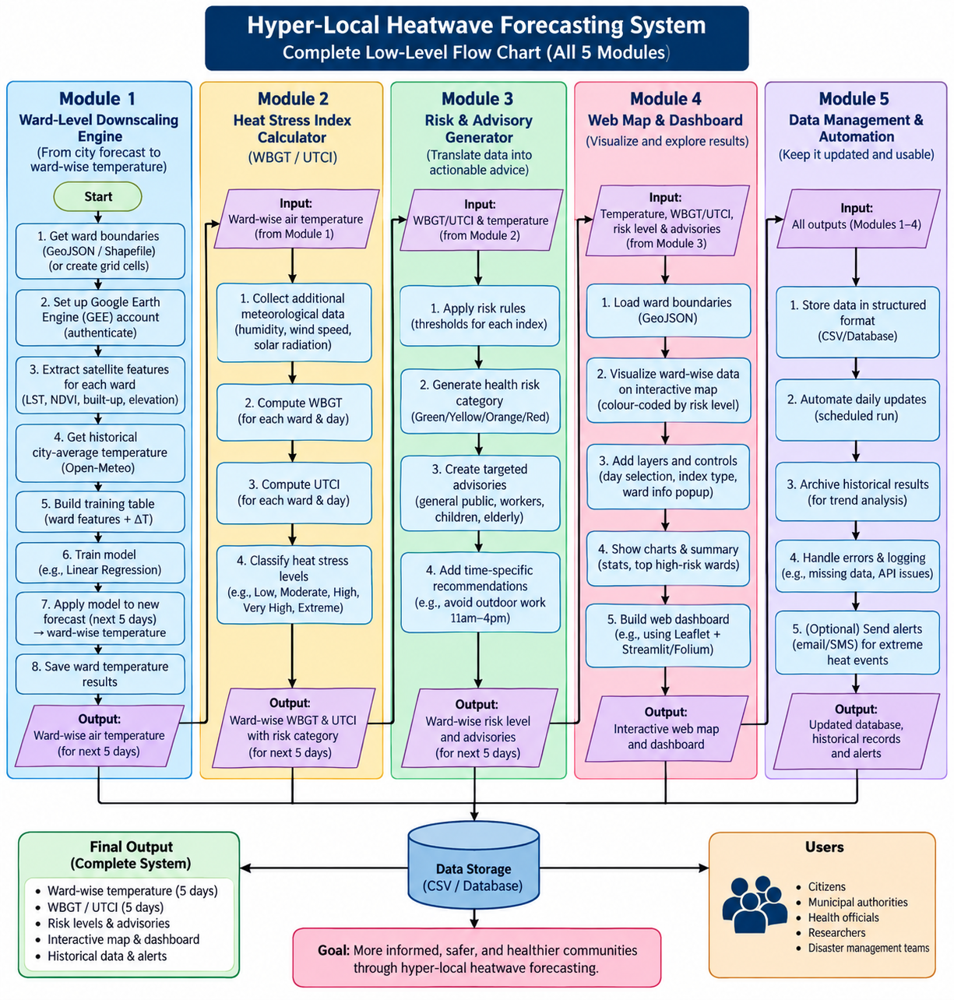 Hyper-Local Heatwave Forecasting System
Complete Low-Level Flow Chart (All 5 Modules)
Module 1
Ward-Level Downscaling
Engine
(From city forecast to
ward-wise temperature)
Start
1. Get ward boundaries
(GeoJSON / Shapefile)
(or create grid cells)
2. Set up Google Earth
Engine (GEE) account
(authenticate)
3. Extract satellite features
for each ward
(LST, NDVI, built-up, elevation)
4. Get historical
city-average temperature
(Open-Meteo)
5. Build training table
(ward features + ΔT)
6. Train model
(e.g., Linear Regression)
7. Apply model to new
forecast (next 5 days)
→ ward-wise temperature
8. Save ward temperature
results
Output:
Ward-wise air temperature
(for next 5 days)
Module 2
Heat Stress Index
Calculator
(WBGT / UTCI)
Input:
Ward-wise air temperature
(from Module 1)
1. Collect additional
meteorological data
(humidity, wind speed,
solar radiation)
2. Compute WBGT
(for each ward & day)
3. Compute UTCI
(for each ward & day)
4. Classify heat stress
levels
(e.g., Low, Moderate, High,
Very High, Extreme)
Output:
Ward-wise WBGT & UTCI
with risk category
(for next 5 days)
Module 3
Risk & Advisory
Generator
(Translate data into
actionable advice)
Input:
WBGT/UTCI & temperature
(from Module 2)
1. Apply risk rules
(thresholds for each index)
2. Generate health risk
category
(Green/Yellow/Orange/Red)
3. Create targeted
advisories
(general public, workers,
children, elderly)
4. Add time-specific
recommendations
(e.g., avoid outdoor work
11am–4pm)
Output:
Ward-wise risk level
and advisories
(for next 5 days)
Module 4
Web Map & Dashboard
(Visualize and explore results)
Input:
Temperature, WBGT/UTCI,
risk level & advisories
(from Module 3)
1. Load ward boundaries
(GeoJSON)
2. Visualize ward-wise data
on interactive map
(colour-coded by risk level)
3. Add layers and controls
(day selection, index type,
ward info popup)
4. Show charts & summary
(stats, top high-risk wards)
5. Build web dashboard
(e.g., using Leaflet +
Streamlit/Folium)
Output:
Interactive web map
and dashboard
Module 5
Data Management &
Automation
(Keep it updated and usable)
Input:
All outputs (Modules 1–4)
1. Store data in structured
format
(CSV/Database)
2. Automate daily updates
(scheduled run)
3. Archive historical results
(for trend analysis)
4. Handle errors & logging
(e.g., missing data, API issues)
5. (Optional) Send alerts
(email/SMS) for extreme
heat events
Output:
Updated database,
historical records
and alerts
Final Output
(Complete System)
• Ward-wise temperature (5 days)
• WBGT / UTCI (5 days)
• Risk levels & advisories
• Interactive map & dashboard
• Historical data & alerts
Data Storage
(CSV / Database)
Goal: More informed, safer, and healthier communities
through hyper-local heatwave forecasting.
Users
• Citizens
• Municipal authorities
• Health officials
• Researchers
• Disaster management teams